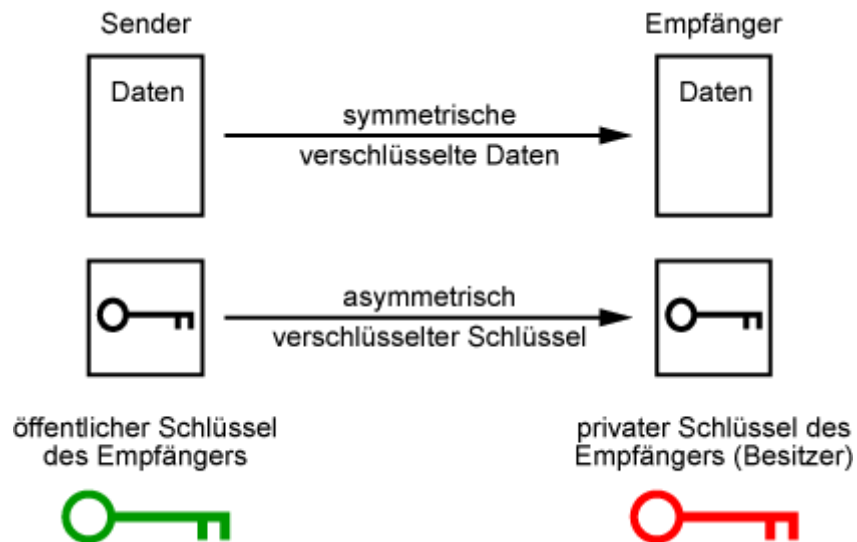 Sender
Empfänger
Daten
Daten
symmetrische
verschlüsselte Daten
asymmetrisch
verschlüsselter Schlüssel
öffentlicher Schlüssel
des Empfängers
privater Schlüssel des
Empfängers (Besitzer)